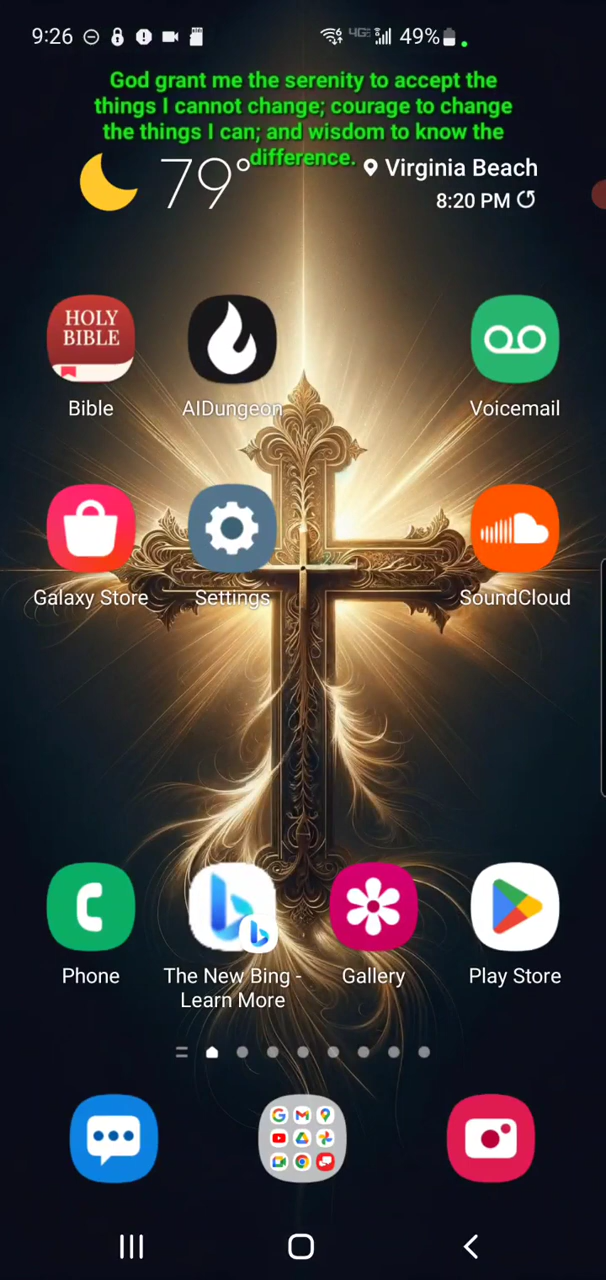 9:26
4G
49%
God grant me the serenity to accept the
things I cannot change; courage to change
the things I can; and wisdom to know the
difference.
79°
Virginia Beach
8:20 PM
HOLY
BIBLE
Bible
AIDungeon
Voicemail
Galaxy Store
Settings
SoundCloud
Phone
The New Bing -
Learn More
Gallery
Play Store